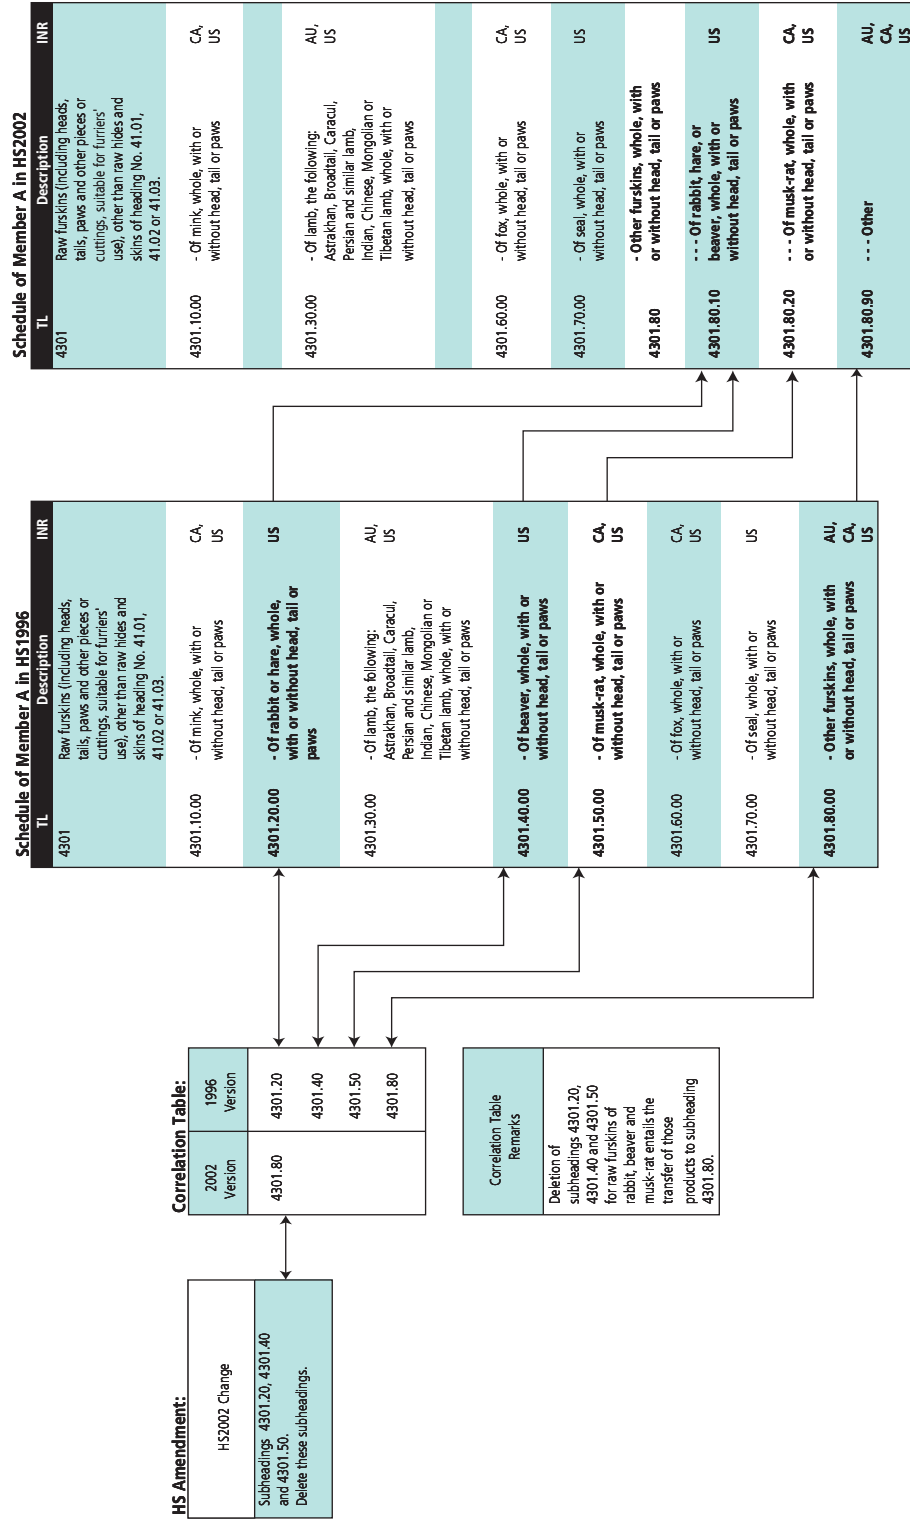 HS Amendment:
HS2002 Change
Subheadings 4301.20, 4301.40
and 4301.50.
Delete these subheadings.
Correlation Table:
2002
Version
1996
Version
4301.80
4301.20
4301.40
4301.50
4301.80
Correlation Table
Remarks
Deletion of
subheadings 4301.20,
4301.40 and 4301.50
for raw furskins of
rabbit, beaver and
musk-rat entails the
transfer of those
products to subheading
4301.80.
Schedule of Member A in HS1996
TL Description INR
4301 Raw furskins (including heads,
tails, paws and other pieces or
cuttings, suitable for furriers'
use), other than raw hides and
skins of heading No. 41.01,
41.02 or 41.03.
4301.10.00 - Of mink, whole, with or CA,
without head, tail or paws US
4301.20.00 - Of rabbit or hare, whole, US
with or without head, tail or
paws
4301.30.00 - Of lamb, the following: AU,
Astrakhan, Broadtail, Caracul, US
Persian and similar lamb,
Indian, Chinese, Mongolian or
Tibetan lamb, whole, with or
without head, tail or paws
4301.40.00 - Of beaver, whole, with or US
without head, tail or paws
4301.50.00 - Of musk-rat, whole, with or CA,
without head, tail or paws US
4301.60.00 - Of fox, whole, with or CA,
without head, tail or paws US
4301.70.00 - Of seal, whole, with or US
without head, tail or paws
4301.80.00 - Other furskins, whole, with AU,
or without head, tail or paws CA,
US
Schedule of Member A in HS2002
TL Description INR
4301 Raw furskins (including heads,
tails, paws and other pieces or
cuttings, suitable for furriers'
use), other than raw hides and
skins of heading No. 41.01,
41.02 or 41.03.
4301.10.00 - Of mink, whole, with or CA,
without head, tail or paws US
4301.30.00 - Of lamb, the following: AU,
Astrakhan, Broadtail, Caracul, US
Persian and similar lamb,
Indian, Chinese, Mongolian or
Tibetan lamb, whole, with or
without head, tail or paws
4301.60.00 - Of fox, whole, with or CA,
without head, tail or paws US
4301.70.00 - Of seal, whole, with or US
without head, tail or paws
4301.80 - Other furskins, whole, with
or without head, tail or paws
4301.80.10 - - - Of rabbit, hare, or US
beaver, whole, with or
without head, tail or paws
4301.80.20 - - - Of musk-rat, whole, with CA,
or without head, tail or paws US
4301.80.90 - - - Other AU,
CA,
US